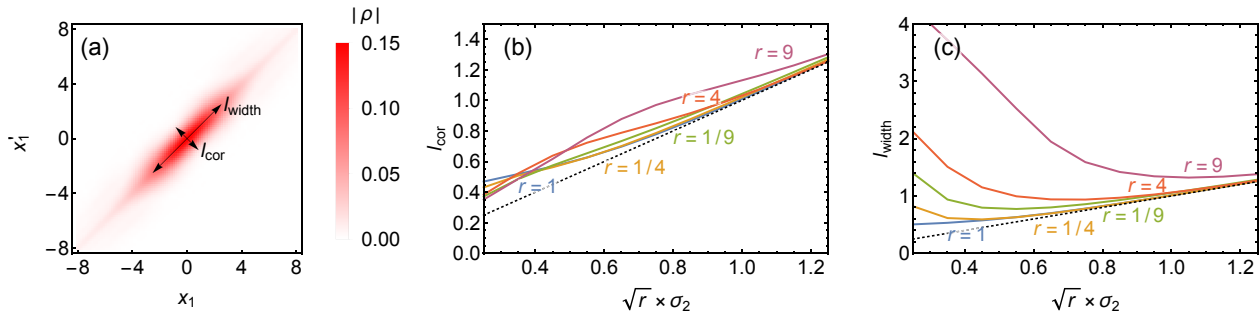 (a)
8
4
0
−4
−8
x₁′
−8
−4
0
4
8
x₁
l_width
l_cor
|ρ|
0.15
0.10
0.05
0.00
(b)
1.4
1.2
1.0
0.8
0.6
0.4
0.2
0.0
l_cor
0.4
0.6
0.8
1.0
1.2
√r × σ₂
r = 9
r = 4
r = 1/9
r = 1/4
r = 1
(c)
4
3
2
1
0
l_width
0.4
0.6
0.8
1.0
1.2
√r × σ₂
r = 9
r = 4
r = 1/9
r = 1/4
r = 1